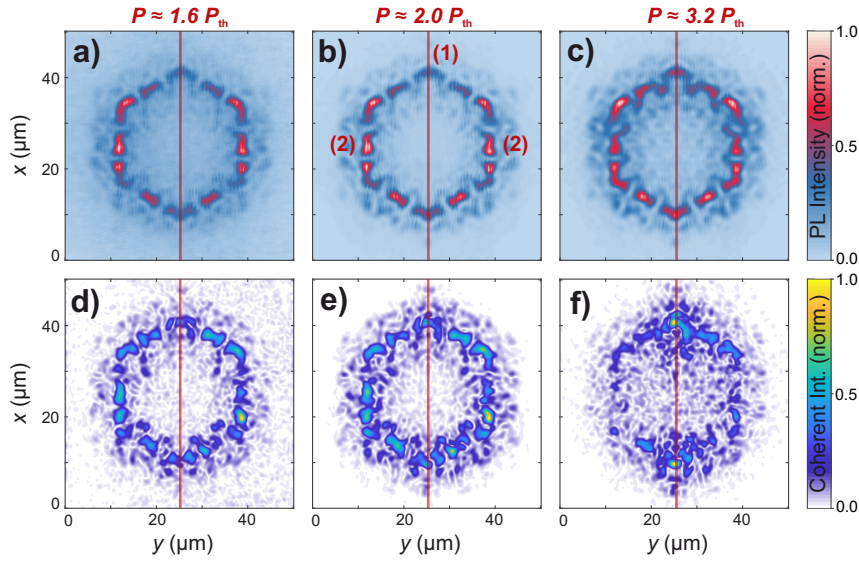 P ≈ 1.6 Pth
P ≈ 2.0 Pth
P ≈ 3.2 Pth
a)
b)
c)
(1)
(2)
(2)
x (µm)
40
20
0
PL Intensity (norm.)
1.0
0.5
0.0
d)
e)
f)
x (µm)
40
20
0
0 20 40
0 20 40
0 20 40
y (µm)
y (µm)
y (µm)
Coherent Int. (norm.)
1.0
0.5
0.0